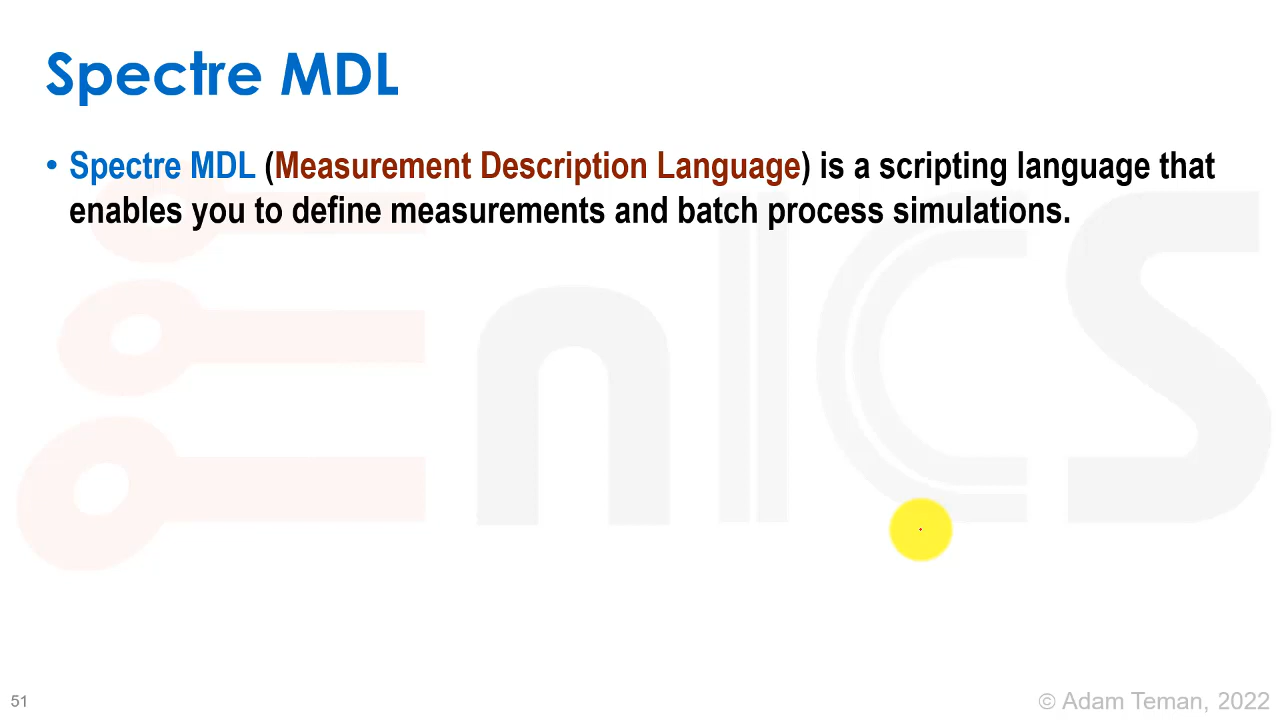 Spectre MDL
• Spectre MDL (Measurement Description Language) is a scripting language that
enables you to define measurements and batch process simulations.
EnICS
51
© Adam Teman, 2022